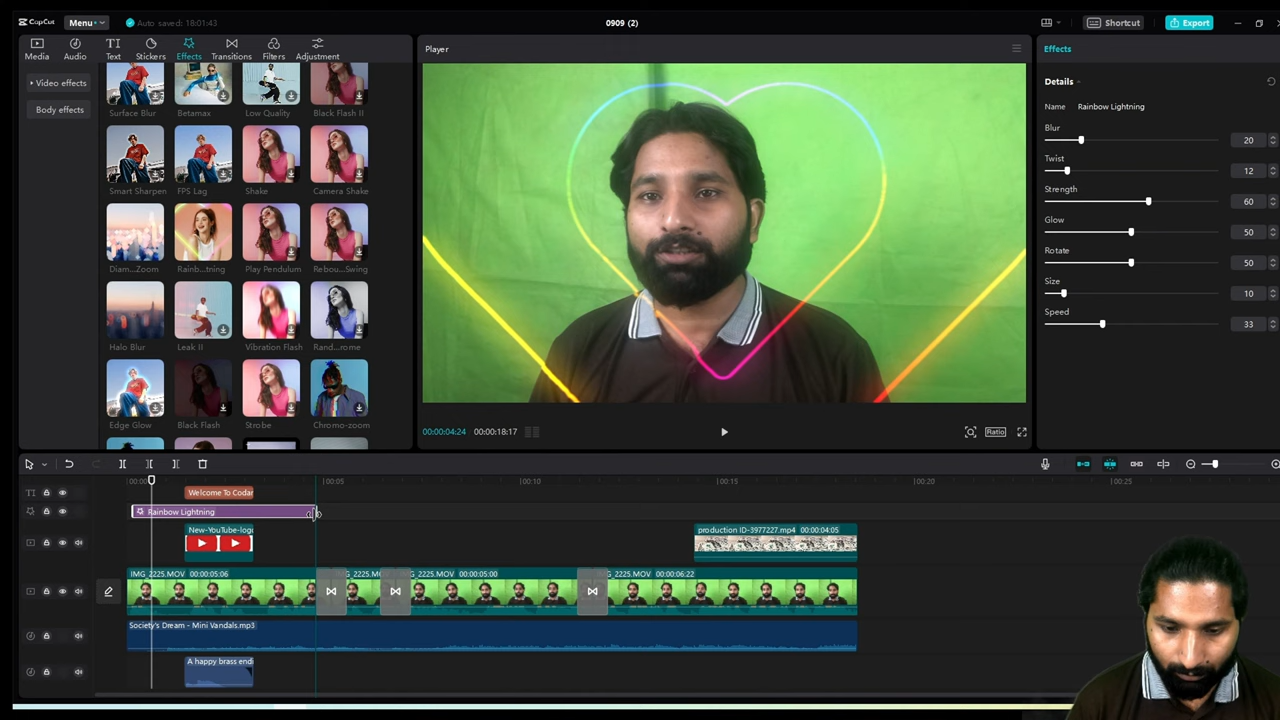 CapCut
Menu
Auto saved: 18:01:43
0909 (2)
Shortcut
Export
Media
Audio
Text
Stickers
Effects
Transitions
Filters
Adjustment
Video effects
Body effects
Surface Blur
Betamax
Low Quality
Black Flash II
Smart Sharpen
FPS Lag
Shake
Camera Shake
Diam...Zoom
Rainb...tning
Play Pendulum
Rebou...Swing
Halo Blur
Leak II
Vibration Flash
Rand...rome
Edge Glow
Black Flash
Strobe
Chromo-zoom
Player
00:00:04:24
00:00:18:17
Ratio
Effects
Details
Name
Rainbow Lightning
Blur
20
Twist
12
Strength
60
Glow
50
Rotate
50
Size
10
Speed
33
00:00
|00:05
|00:10
|00:15
|00:20
|00:25
Welcome To Codar
Rainbow Lightning
New-YouTube-logo
production ID-3977227.mp4 00:00:04:05
IMG_2225.MOV 00:00:05:06
G_2225.M
G_2225.MOV 00:00:05:00
G_2225.MOV 00:00:06:22
Society's Dream - Mini Vandals.mp3
A happy brass end